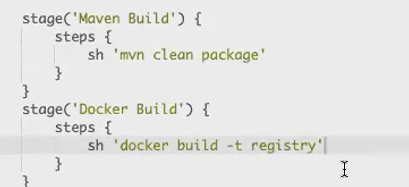 stage('Maven Build') {
    steps {
        sh 'mvn clean package'
    }
}
stage('Docker Build') {
    steps {
        sh 'docker build -t registry'
    }
}